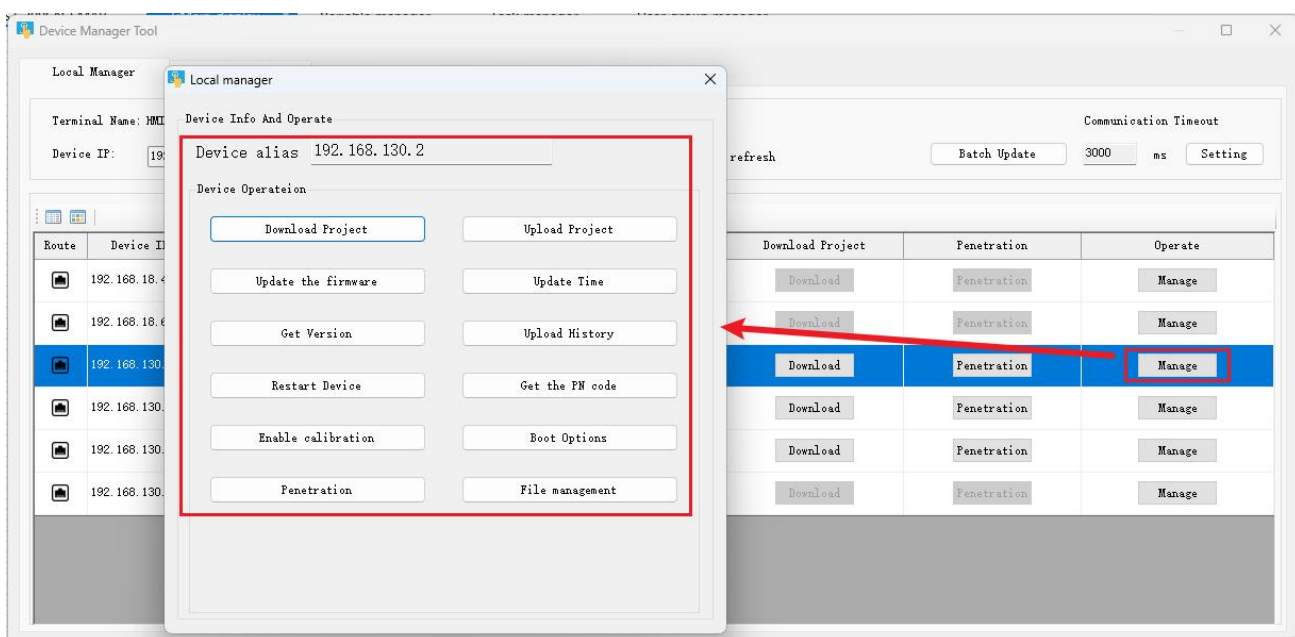 Device Manager Tool
Local Manager
Terminal Name: HMI
Communication Timeout
Device IP: 19
refresh
Batch Update
3000
ms
Setting
Route
Device I
Download Project
Penetration
Operate
192.168.18.4
Download
Penetration
Manage
192.168.18.6
Download
Penetration
Manage
192.168.130.
Download
Penetration
Manage
192.168.130.
Download
Penetration
Manage
192.168.130.
Download
Penetration
Manage
192.168.130.
Download
Penetration
Manage
Local manager
Device Info And Operate
Device alias 192.168.130.2
Device Operateion
Download Project
Upload Project
Update the firmware
Update Time
Get Version
Upload History
Restart Device
Get the PN code
Enable calibration
Boot Options
Penetration
File management